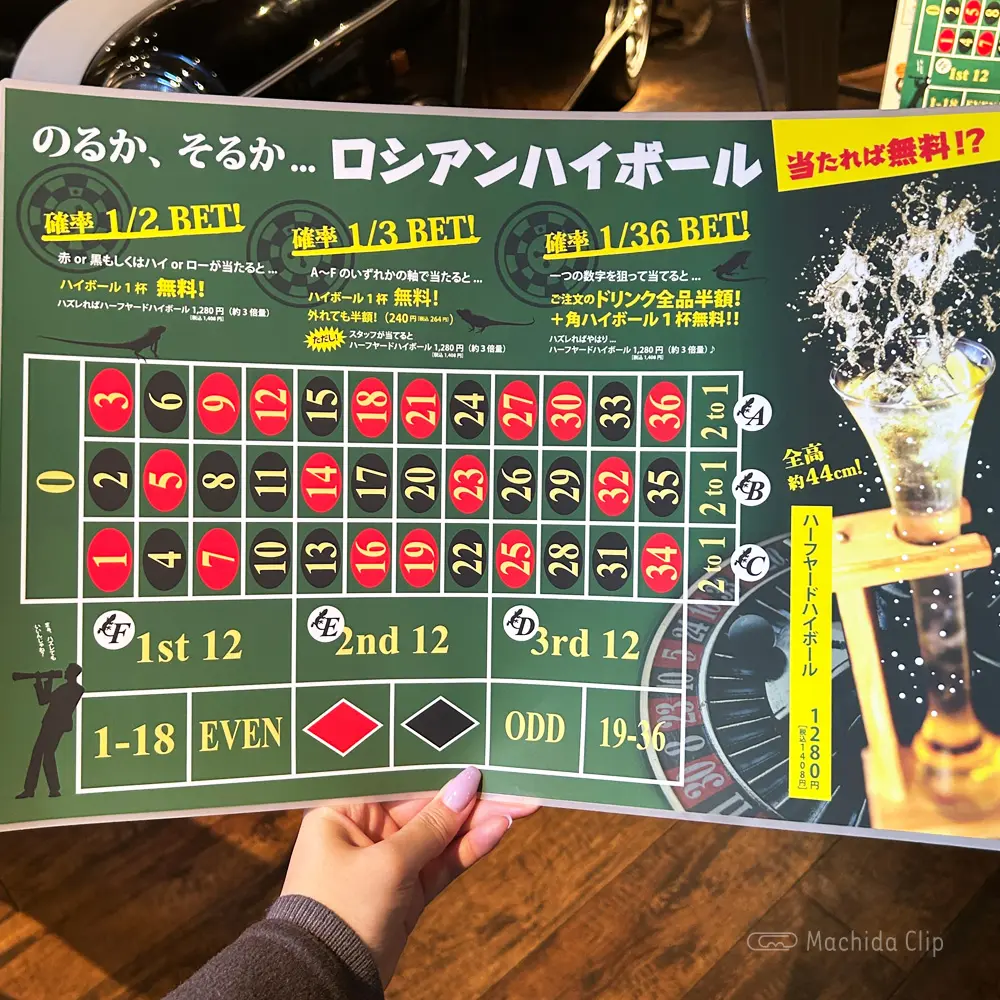 のるか、そるか... ロシアンハイボール
当たれば無料!?
確率 1/2 BET!
赤 or 黒もしくはハイ or ローが当たると...
ハイボール1杯 無料!
ハズレればハーフヤードハイボール 1,280円 (約3倍量)
[税込 1,408円]
確率 1/3 BET!
A〜Fのいずれかの軸で当たると...
ハイボール1杯 無料!
外れても半額! (240円 税込 264円)
ただし スタッフが当てると
ハーフヤードハイボール 1,280円 (約3倍量)
[税込 1,408円]
確率 1/36 BET!
一つの数字を狙って当てると...
ご注文のドリンク全品半額!
+角ハイボール1杯無料!!
ハズレればやはり...
ハーフヤードハイボール 1,280円 (約3倍量)♪
[税込 1,408円]
0
3 6 9 12 15 18 21 24 27 30 33 36 2 to 1 A
2 5 8 11 14 17 20 23 26 29 32 35 2 to 1 B
1 4 7 10 13 16 19 22 25 28 31 34 2 to 1 C
F 1st 12 E 2nd 12 D 3rd 12
1-18 EVEN ODD 19-36
全高
約44cm!
ハーフヤードハイボール 1280円
[税込1408円]
1st 12
Machida Clip